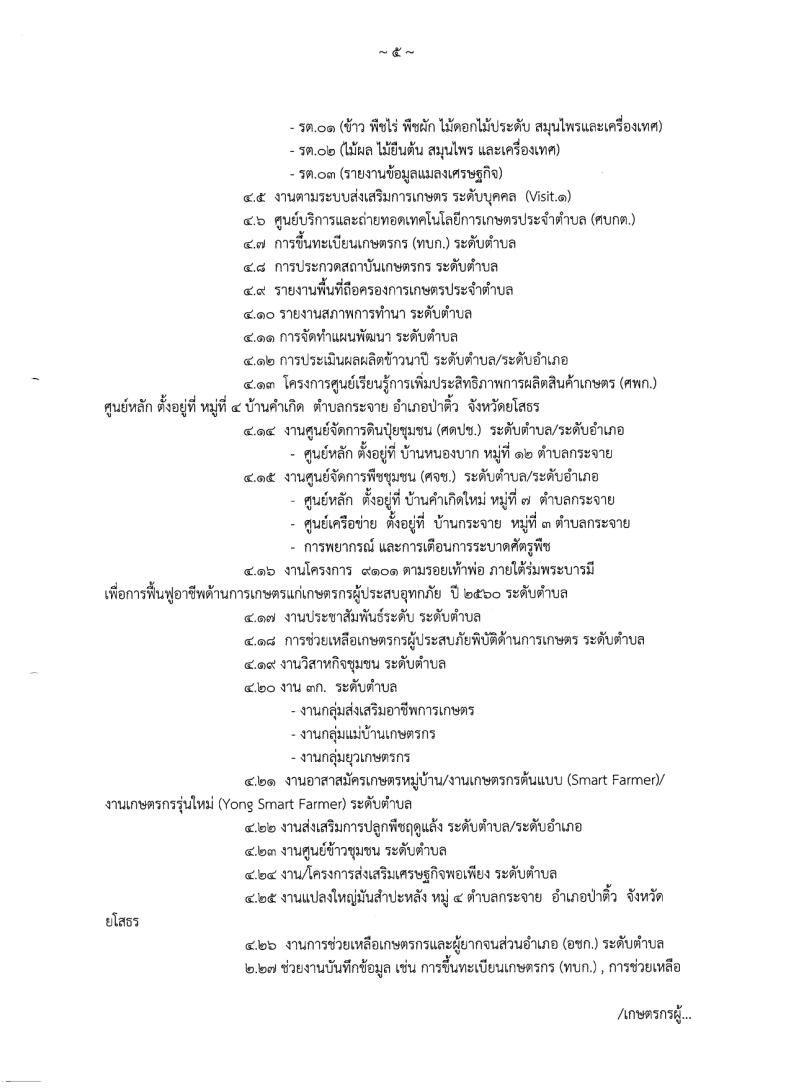 ~ ๕ ~
- รต.๐๑ (ข้าว พืชไร่ พืชผัก ไม้ดอกไม้ประดับ สมุนไพรและเครื่องเทศ)
- รต.๐๒ (ไม้ผล ไม้ยืนต้น สมุนไพร และเครื่องเทศ)
- รต.๐๓ (รายงานข้อมูลแมลงเศรษฐกิจ)
๔.๕ งานตามระบบส่งเสริมการเกษตร ระดับบุคคล (Visit.๑)
๔.๖ ศูนย์บริการและถ่ายทอดเทคโนโลยีการเกษตรประจำตำบล (ศบกต.)
๔.๗ การขึ้นทะเบียนเกษตรกร (ทบก.) ระดับตำบล
๔.๘ การประกวดสถาบันเกษตรกร ระดับตำบล
๔.๙ รายงานพื้นที่ถือครองการเกษตรประจำตำบล
๔.๑๐ รายงานสภาพการทำนา ระดับตำบล
๔.๑๑ การจัดทำแผนพัฒนา ระดับตำบล
๔.๑๒ การประเมินผลผลิตข้าวนาปี ระดับตำบล/ระดับอำเภอ
๔.๑๓ โครงการศูนย์เรียนรู้การเพิ่มประสิทธิภาพการผลิตสินค้าเกษตร (ศพก.)
ศูนย์หลัก ตั้งอยู่ที่ หมู่ที่ ๔ บ้านคำเกิด ตำบลกระจาย อำเภอป่าติ้ว จังหวัดยโสธร
๔.๑๔ งานศูนย์จัดการดินปุ๋ยชุมชน (ศดปช.) ระดับตำบล/ระดับอำเภอ
- ศูนย์หลัก ตั้งอยู่ที่ บ้านหนองบาก หมู่ที่ ๑๒ ตำบลกระจาย
๔.๑๕ งานศูนย์จัดการพืชชุมชน (ศจช.) ระดับตำบล/ระดับอำเภอ
- ศูนย์หลัก ตั้งอยู่ที่ บ้านคำเกิดใหม่ หมู่ที่ ๗ ตำบลกระจาย
- ศูนย์เครือข่าย ตั้งอยู่ที่ บ้านกระจาย หมู่ที่ ๓ ตำบลกระจาย
- การพยากรณ์ และการเตือนการระบาดศัตรูพืช
๔.๑๖ งานโครงการ ๙๑๐๑ ตามรอยเท้าพ่อ ภายใต้ร่มพระบารมี
เพื่อการฟื้นฟูอาชีพด้านการเกษตรแก่เกษตรกรผู้ประสบอุทกภัย ปี ๒๕๖๐ ระดับตำบล
๔.๑๗ งานประชาสัมพันธ์ระดับ ระดับตำบล
๔.๑๘ การช่วยเหลือเกษตรกรผู้ประสบภัยพิบัติด้านการเกษตร ระดับตำบล
๔.๑๙ งานวิสาหกิจชุมชน ระดับตำบล
๔.๒๐ งาน ๓ก. ระดับตำบล
- งานกลุ่มส่งเสริมอาชีพการเกษตร
- งานกลุ่มแม่บ้านเกษตรกร
- งานกลุ่มยุวเกษตรกร
๔.๒๑ งานอาสาสมัครเกษตรหมู่บ้าน/งานเกษตรกรต้นแบบ (Smart Farmer)/
งานเกษตรกรรุ่นใหม่ (Yong Smart Farmer) ระดับตำบล
๔.๒๒ งานส่งเสริมการปลูกพืชฤดูแล้ง ระดับตำบล/ระดับอำเภอ
๔.๒๓ งานศูนย์ข้าวชุมชน ระดับตำบล
๔.๒๔ งาน/โครงการส่งเสริมเศรษฐกิจพอเพียง ระดับตำบล
๔.๒๕ งานแปลงใหญ่มันสำปะหลัง หมู่ ๔ ตำบลกระจาย อำเภอป่าติ้ว จังหวัด
ยโสธร
๔.๒๖ งานการช่วยเหลือเกษตรกรและผู้ยากจนส่วนอำเภอ (อชก.) ระดับตำบล
๒.๒๗ ช่วยงานบันทึกข้อมูล เช่น การขึ้นทะเบียนเกษตรกร (ทบก.) , การช่วยเหลือ
/เกษตรกรผู้...